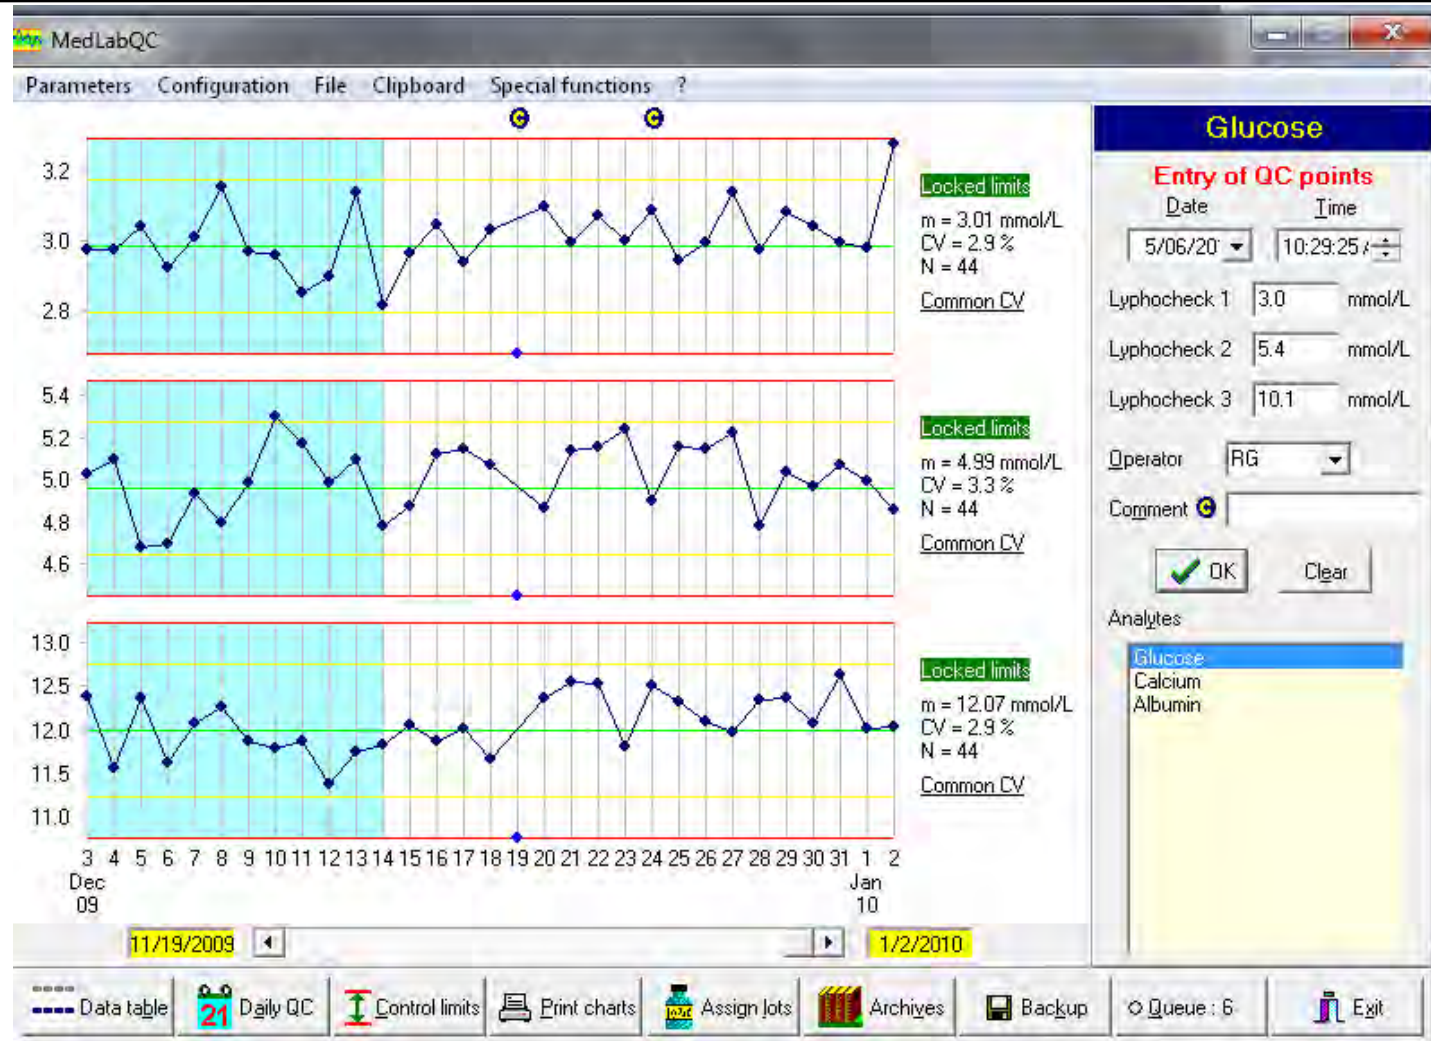 MedLabQC
Parameters Configuration File Clipboard Special functions ?
C C
3.2
3.0
2.8
Locked limits
m = 3.01 mmol/L
CV = 2.9 %
N = 44
Common CV
5.4
5.2
5.0
4.8
4.6
Locked limits
m = 4.99 mmol/L
CV = 3.3 %
N = 44
Common CV
13.0
12.5
12.0
11.5
11.0
Locked limits
m = 12.07 mmol/L
CV = 2.9 %
N = 44
Common CV
3 4 5 6 7 8 9 10 11 12 13 14 15 16 17 18 19 20 21 22 23 24 25 26 27 28 29 30 31 1 2
Dec Jan
09 10
11/19/2009 1/2/2010
Glucose
Entry of QC points
Date Time
5/06/20 10:29:25
Lyphocheck 1 3.0 mmol/L
Lyphocheck 2 5.4 mmol/L
Lyphocheck 3 10.1 mmol/L
Operator RG
Comment C
OK Clear
Analytes
Glucose
Calcium
Albumin
Data table 21 Daily QC Control limits Print charts Assign lots Archives Backup Queue : 6 Exit